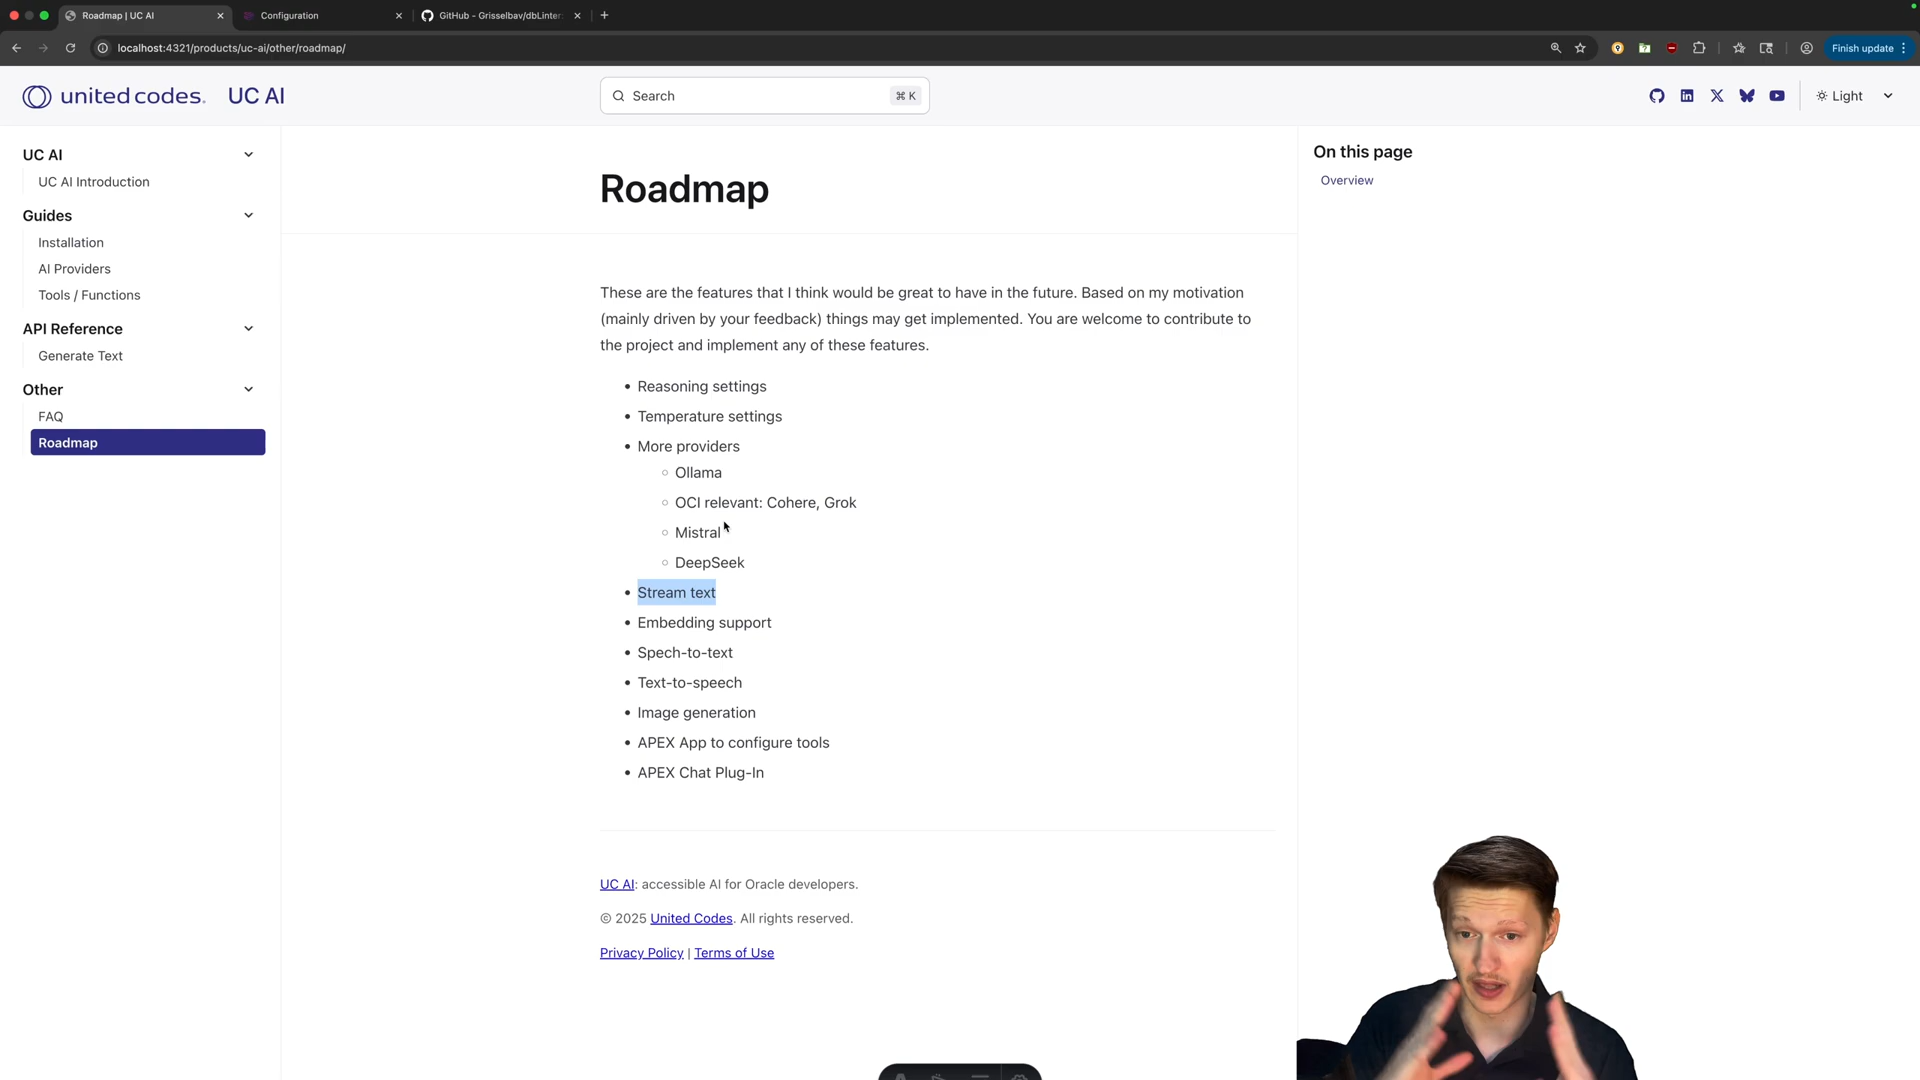 Roadmap | UC AI
Configuration
GitHub - Grisselbav/dbLinter:
localhost:4321/products/uc-ai/other/roadmap/
Finish update
united codes.
UC AI
Search
⌘ K
Light
UC AI
UC AI Introduction
Guides
Installation
AI Providers
Tools / Functions
API Reference
Generate Text
Other
FAQ
Roadmap
Roadmap
These are the features that I think would be great to have in the future. Based on my motivation
(mainly driven by your feedback) things may get implemented. You are welcome to contribute to
the project and implement any of these features.
Reasoning settings
Temperature settings
More providers
Ollama
OCI relevant: Cohere, Grok
Mistral
DeepSeek
Stream text
Embedding support
Spech-to-text
Text-to-speech
Image generation
APEX App to configure tools
APEX Chat Plug-In
UC AI: accessible AI for Oracle developers.
© 2025 United Codes. All rights reserved.
Privacy Policy | Terms of Use
On this page
Overview